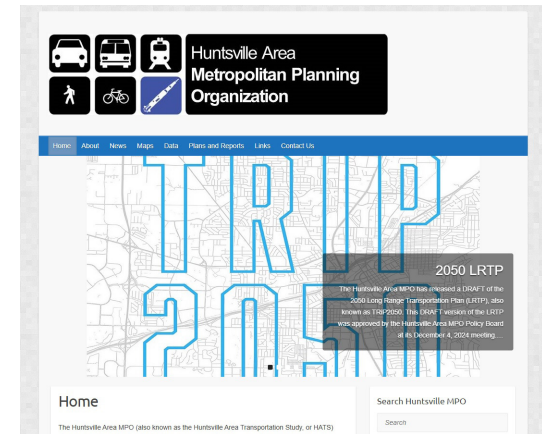 Huntsville Area
Metropolitan Planning
Organization
Home About News Maps Data Plans and Reports Links Contact Us
TRIP
2050
2050 LRTP
The Huntsville Area MPO has released a DRAFT of the
2050 Long Range Transportation Plan (LRTP), also
known as TRiP2050. This DRAFT version of the LRTP
was approved by the Huntsville Area MPO Policy Board
at its December 4, 2024 meeting....
Home
The Huntsville Area MPO (also known as the Huntsville Area Transportation Study, or HATS)
Search Huntsville MPO
Search